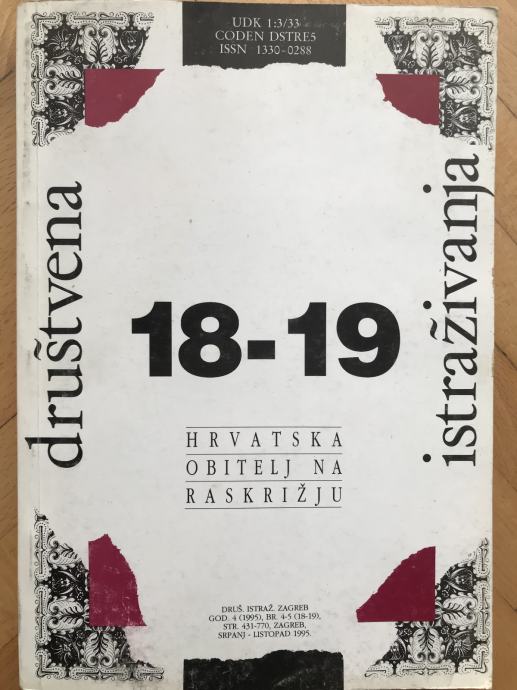 UDK 1:3/33
CODEN DSTRE5
ISSN 1330-0288
društvena
istraživanja
18-19
HRVATSKA
OBITELJ NA
RASKRIŽJU
DRUŠ. ISTRAŽ. ZAGREB
GOD. 4 (1995), BR. 4-5 (18-19),
STR. 431-770, ZAGREB,
SRPANJ - LISTOPAD 1995.